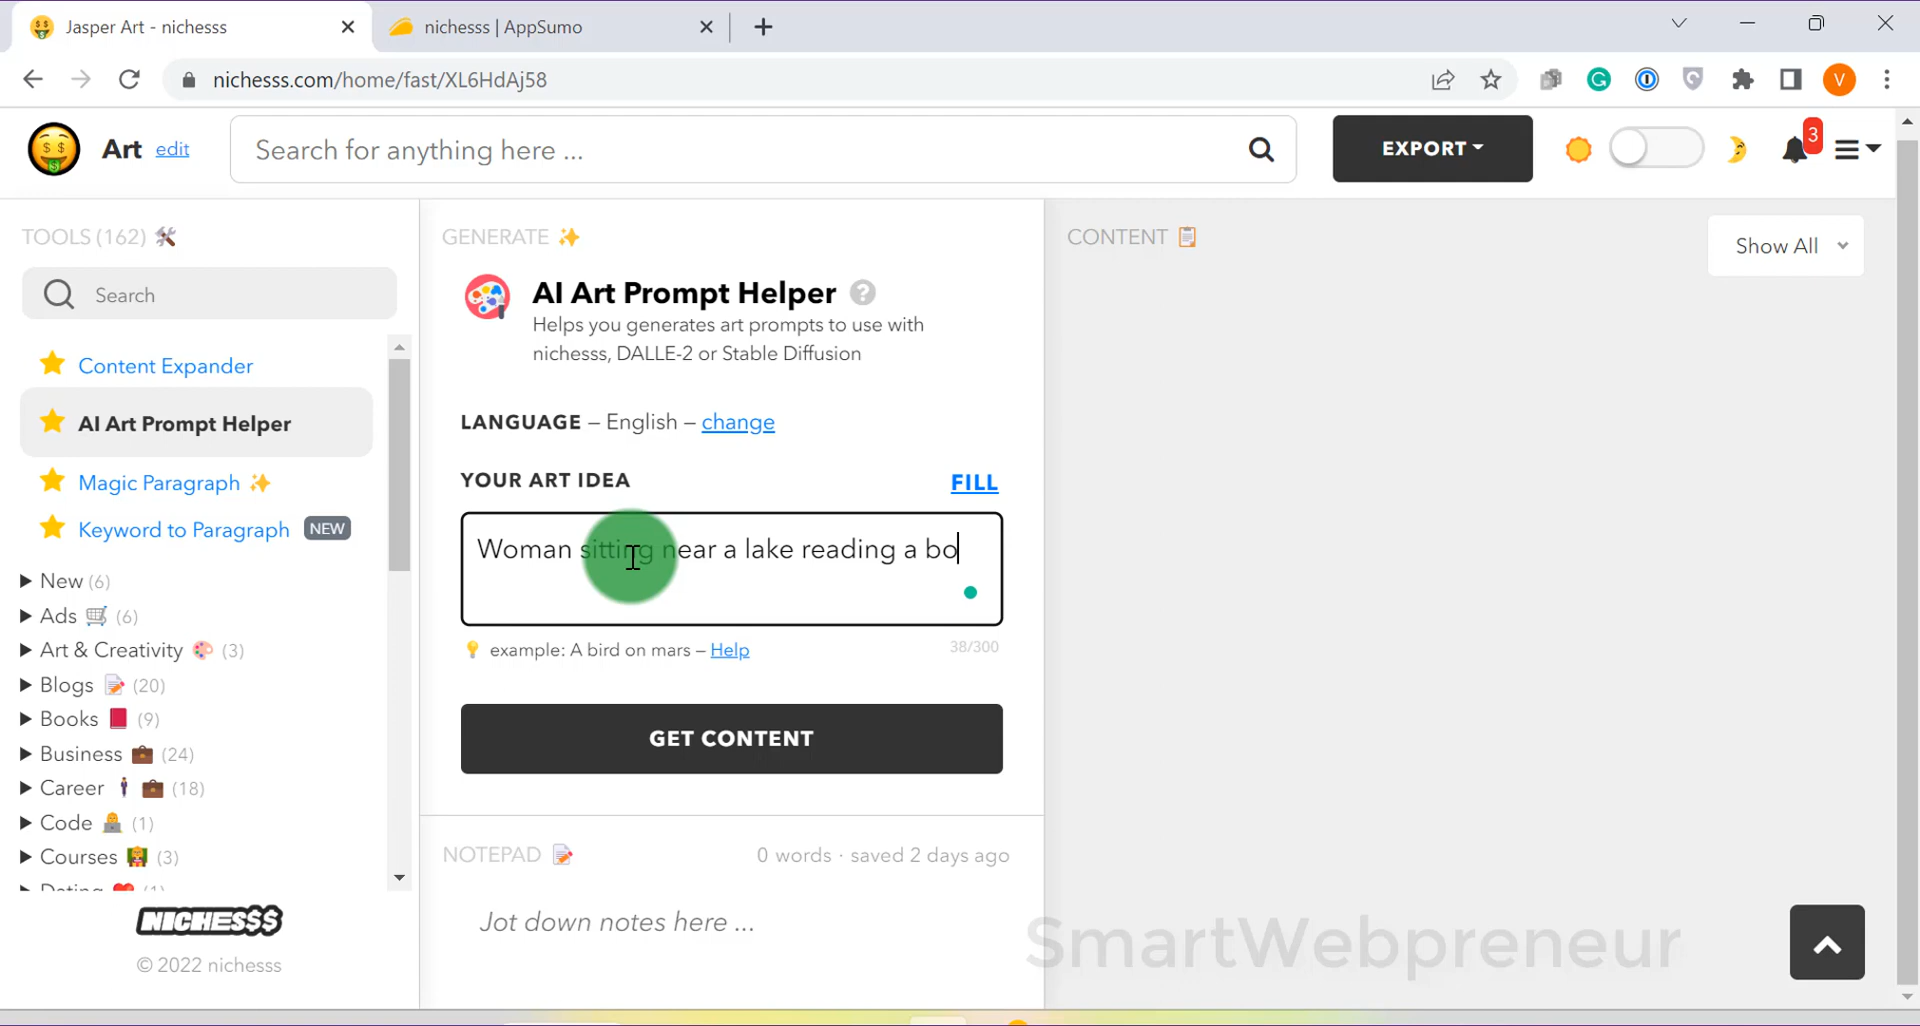 Jasper Art - nichesss
nichesss | AppSumo
nichesss.com/home/fast/XL6HdAj58
V
Art edit
Search for anything here ...
EXPORT
3
TOOLS (162)
Search
Content Expander
AI Art Prompt Helper
Magic Paragraph
Keyword to Paragraph NEW
New (6)
Ads (6)
Art & Creativity (3)
Blogs (20)
Books (9)
Business (24)
Career (18)
Code (1)
Courses (3)
Dating (1)
NICHES$$
© 2022 nichesss
GENERATE
AI Art Prompt Helper ?
Helps you generates art prompts to use with
nichesss, DALLE-2 or Stable Diffusion
LANGUAGE – English – change
YOUR ART IDEA FILL
Woman sitting near a lake reading a bo
example: A bird on mars – Help 38/300
GET CONTENT
NOTEPAD 0 words · saved 2 days ago
Jot down notes here ...
CONTENT Show All
SmartWebpreneur